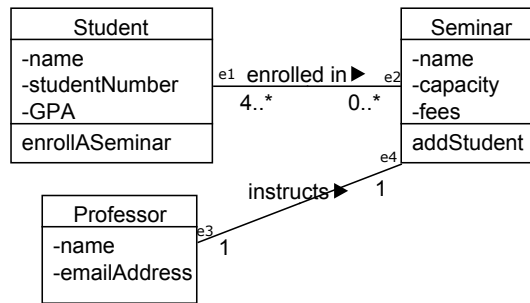 Student
-name
-studentNumber
-GPA
enrollASeminar
e1 enrolled in ▶ e2
4..* 0..*
Seminar
-name
-capacity
-fees
addStudent
e4
instructs ▶ 1
Professor
-name
-emailAddress
e3
1